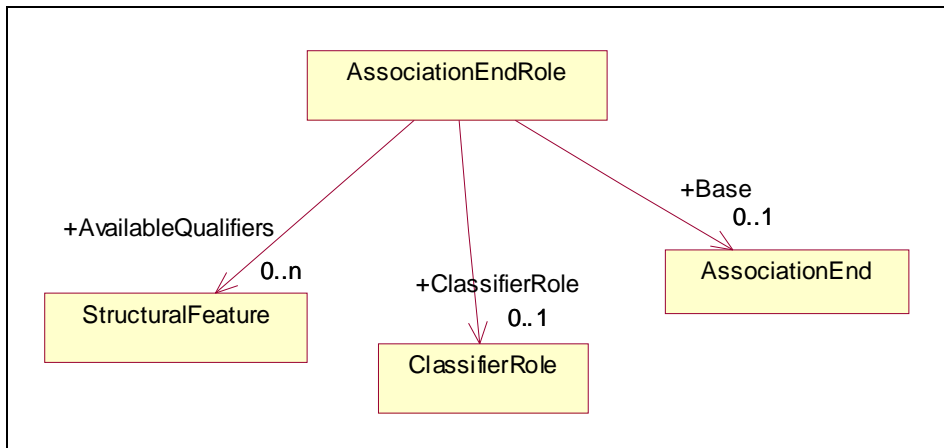 AssociationEndRole
+Base
0..1
+AvailableQualifiers
0..n
AssociationEnd
+ClassifierRole
0..1
StructuralFeature
ClassifierRole